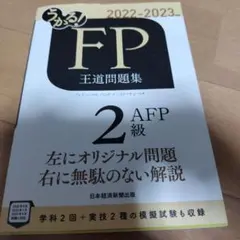 うかる!
2022-2023年版
FP
王道問題集
2級
AFP
左にオリジナル問題
右に無駄のない解説
日本経済新聞出版
学科2回+実技2種の模擬試験も収録